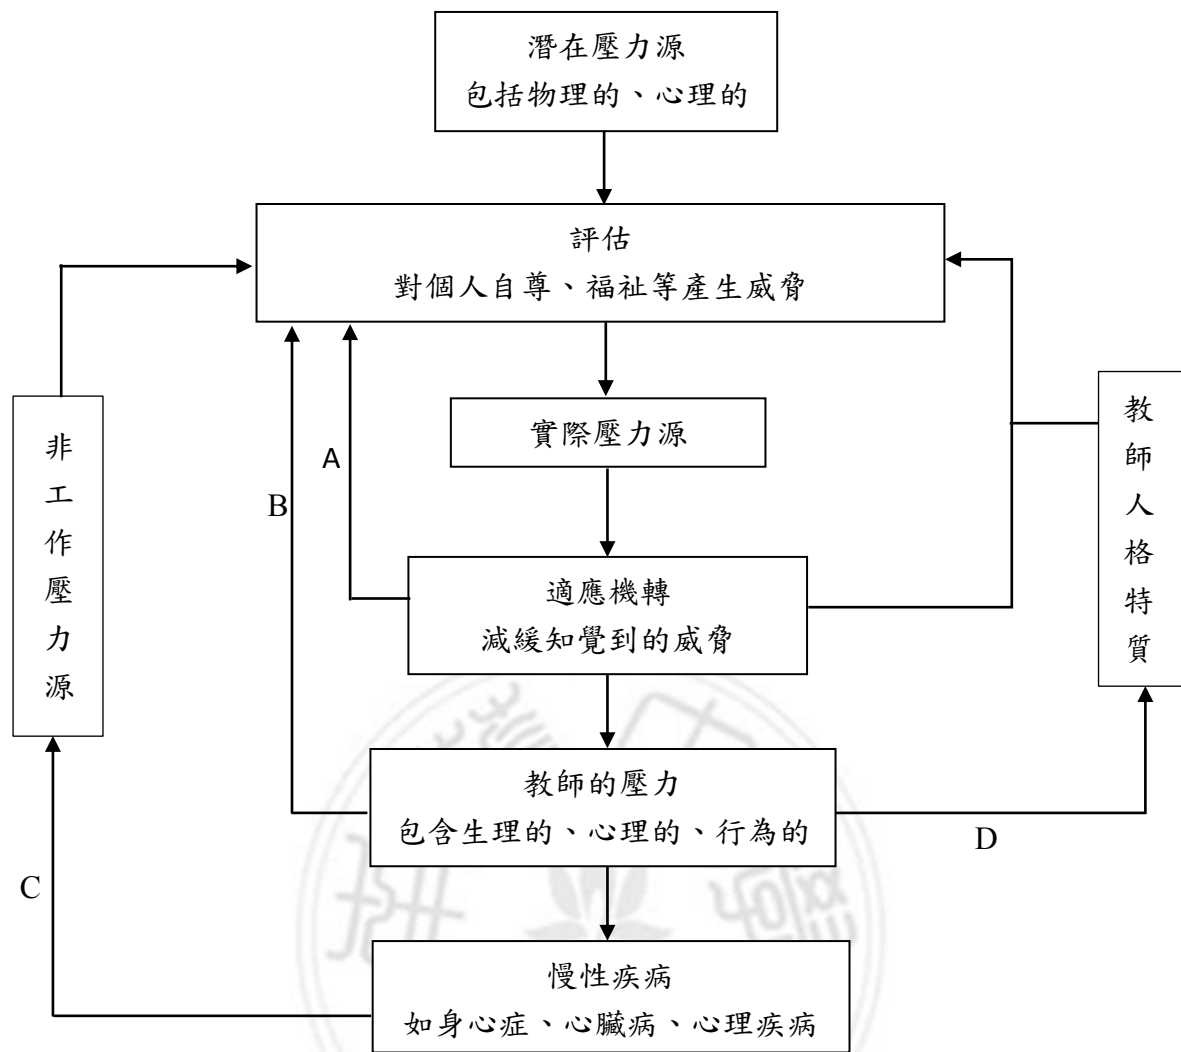 潛在壓力源
包括物理的、心理的
評估
對個人自尊、福祉等產生威脅
實際壓力源
適應機轉
減緩知覺到的威脅
教師的壓力
包含生理的、心理的、行為的
慢性疾病
如身心症、心臟病、心理疾病
非工作壓力源
教師人格特質
A
B
C
D